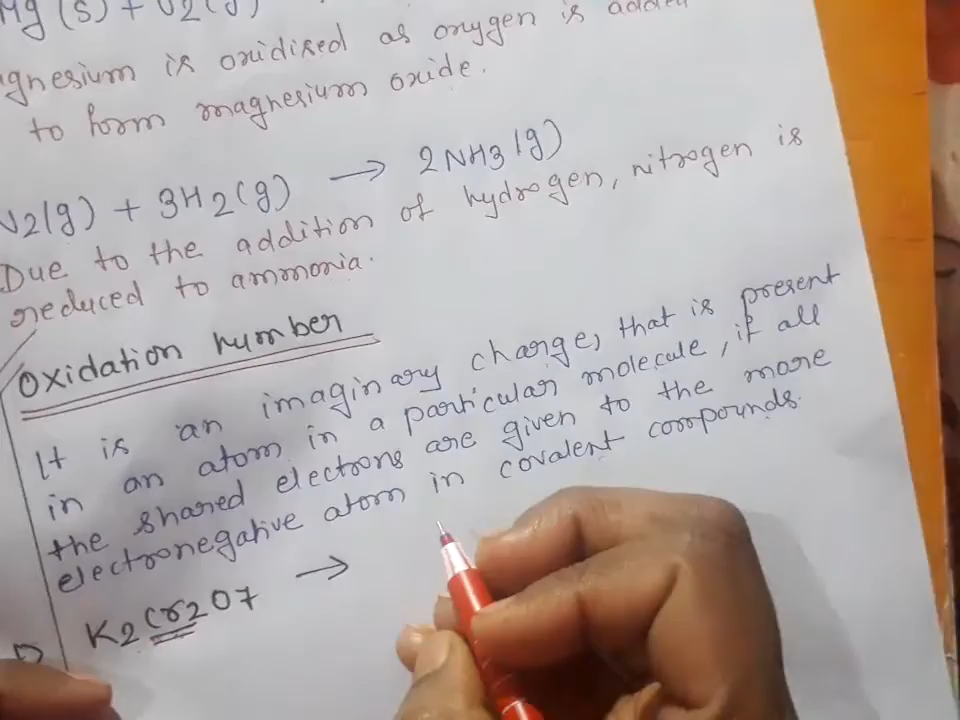 Mg (s) + O2 (g)
gnesium is oxidised as oxygen is added
to form magnesium oxide.
N2(g) + 3H2(g) → 2NH3(g)
Due to the addition of hydrogen, nitrogen is
reduced to ammonia.
Oxidation number
It is an imaginary charge, that is present
in an atom in a particular molecule, if all
the shared electrons are given to the more
electronegative atom in covalent compounds.
K2Cr2O7 →